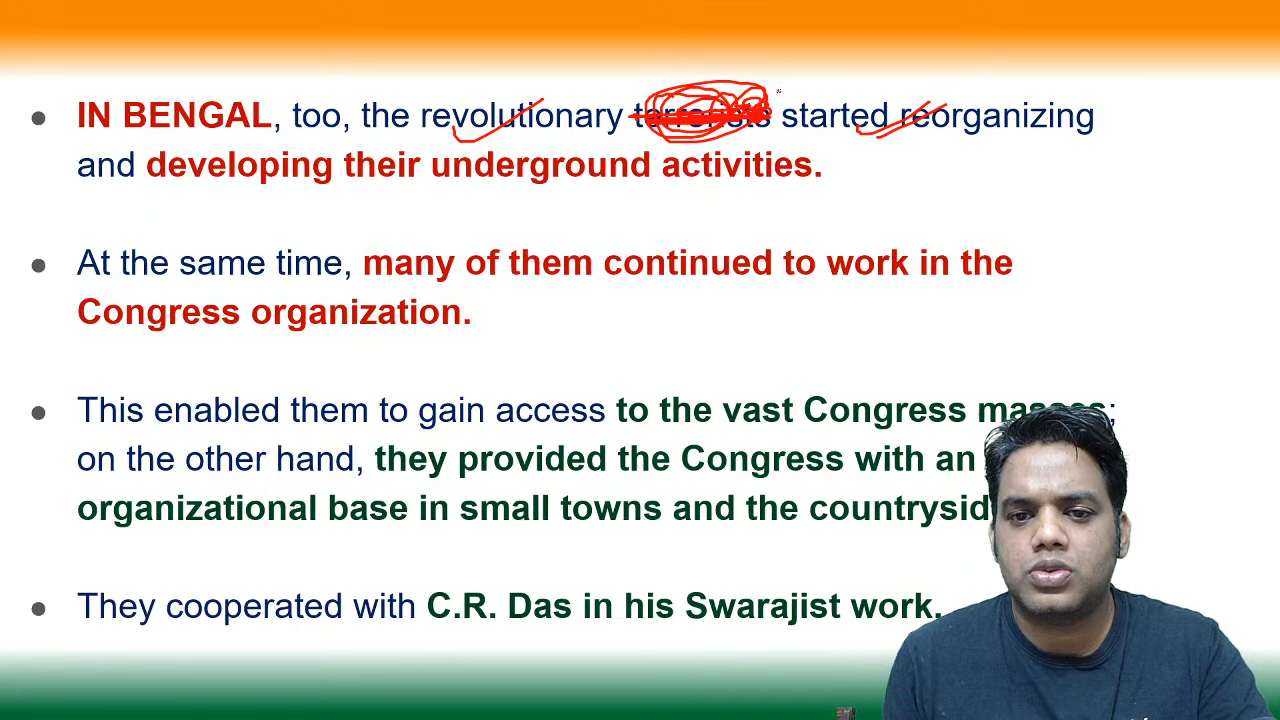 IN BENGAL, too, the revolutionary terrorists started reorganizing
and developing their underground activities.
At the same time, many of them continued to work in the
Congress organization.
This enabled them to gain access to the vast Congress masses;
on the other hand, they provided the Congress with an
organizational base in small towns and the countrysid
They cooperated with C.R. Das in his Swarajist work.